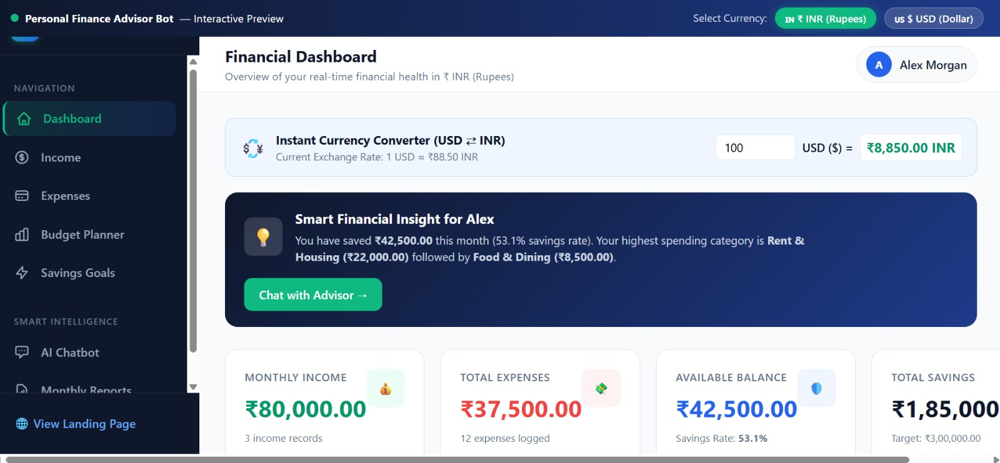 Personal Finance Advisor Bot — Interactive Preview
Select Currency:
IN ₹ INR (Rupees)
US $ USD (Dollar)
NAVIGATION
Dashboard
Income
Expenses
Budget Planner
Savings Goals
SMART INTELLIGENCE
AI Chatbot
Monthly Reports
View Landing Page
Financial Dashboard
Overview of your real-time financial health in ₹ INR (Rupees)
A
Alex Morgan
Instant Currency Converter (USD ⇄ INR)
Current Exchange Rate: 1 USD ≈ ₹88.50 INR
100
USD ($) =
₹8,850.00 INR
Smart Financial Insight for Alex
You have saved ₹42,500.00 this month (53.1% savings rate). Your highest spending category is Rent &
Housing (₹22,000.00) followed by Food & Dining (₹8,500.00).
Chat with Advisor →
MONTHLY INCOME
₹80,000.00
3 income records
TOTAL EXPENSES
₹37,500.00
12 expenses logged
AVAILABLE BALANCE
₹42,500.00
Savings Rate: 53.1%
TOTAL SAVINGS
₹1,85,000
Target: ₹3,00,000.00